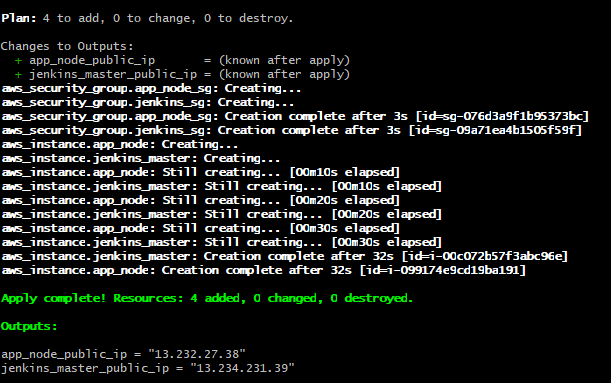 Plan: 4 to add, 0 to change, 0 to destroy.
Changes to Outputs:
+ app_node_public_ip = (known after apply)
+ jenkins_master_public_ip = (known after apply)
aws_security_group.app_node_sg: Creating...
aws_security_group.jenkins_sg: Creating...
aws_security_group.app_node_sg: Creation complete after 3s [id=sg-076d3a9f1b95373bc]
aws_security_group.jenkins_sg: Creation complete after 3s [id=sg-09a71ea4b1505f59f]
aws_instance.app_node: Creating...
aws_instance.jenkins_master: Creating...
aws_instance.app_node: Still creating... [00m10s elapsed]
aws_instance.jenkins_master: Still creating... [00m10s elapsed]
aws_instance.app_node: Still creating... [00m20s elapsed]
aws_instance.jenkins_master: Still creating... [00m20s elapsed]
aws_instance.app_node: Still creating... [00m30s elapsed]
aws_instance.jenkins_master: Still creating... [00m30s elapsed]
aws_instance.jenkins_master: Creation complete after 32s [id=i-00c072b57f3abc96e]
aws_instance.app_node: Creation complete after 32s [id=i-099174e9cd19ba191]
Apply complete! Resources: 4 added, 0 changed, 0 destroyed.
Outputs:
app_node_public_ip = "13.232.27.38"
jenkins_master_public_ip = "13.234.231.39"